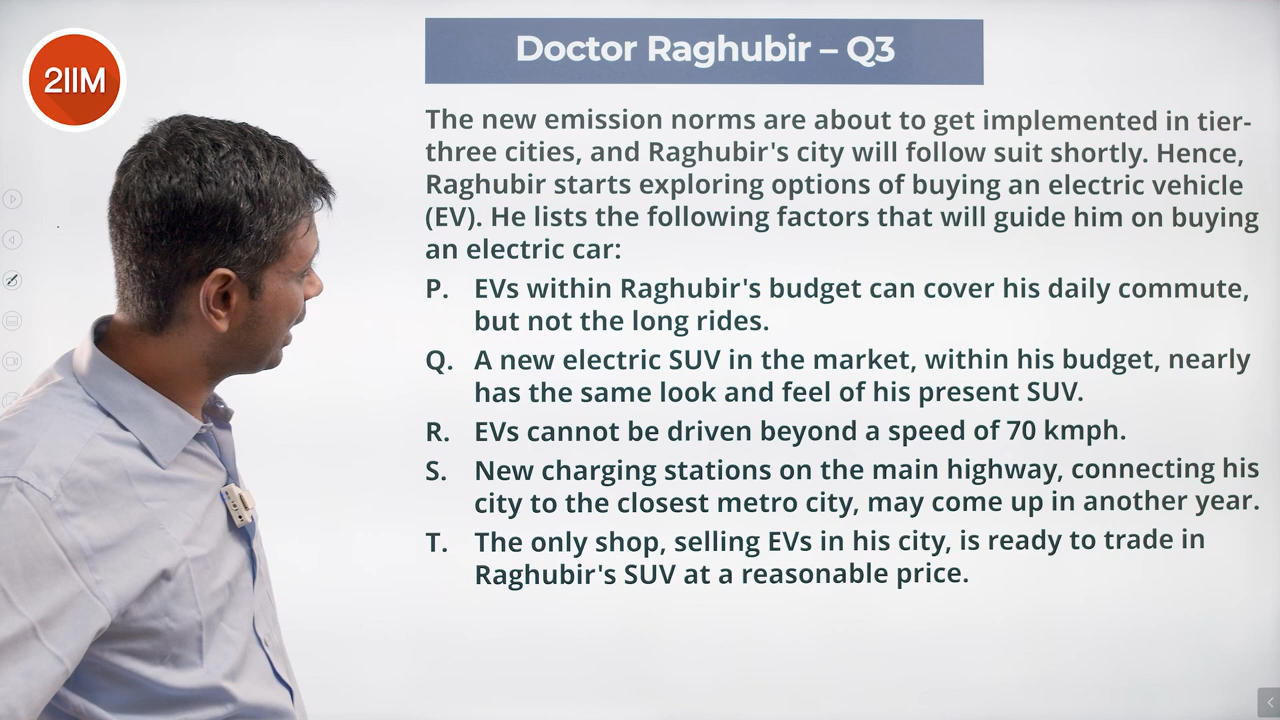 2IIM
Doctor Raghubir – Q3
The new emission norms are about to get implemented in tier-
three cities, and Raghubir's city will follow suit shortly. Hence,
Raghubir starts exploring options of buying an electric vehicle
(EV). He lists the following factors that will guide him on buying
an electric car:
P. EVs within Raghubir's budget can cover his daily commute,
but not the long rides.
Q. A new electric SUV in the market, within his budget, nearly
has the same look and feel of his present SUV.
R. EVs cannot be driven beyond a speed of 70 kmph.
S. New charging stations on the main highway, connecting his
city to the closest metro city, may come up in another year.
T. The only shop, selling EVs in his city, is ready to trade in
Raghubir's SUV at a reasonable price.